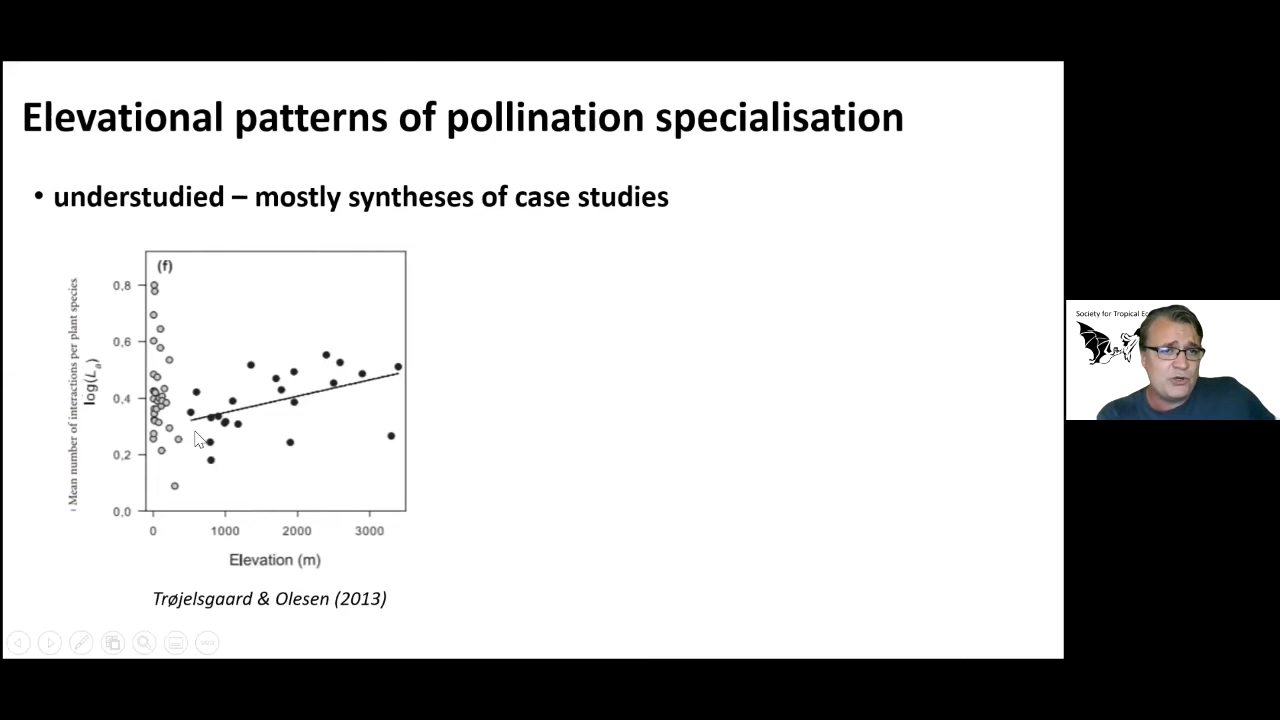 Elevational patterns of pollination specialisation
• understudied – mostly syntheses of case studies
(f)
Mean number of interactions per plant species
log(La)
0,8
0,6
0,4
0,2
0,0
0
1000
2000
3000
Elevation (m)
Trøjelsgaard & Olesen (2013)
Society for Tropical